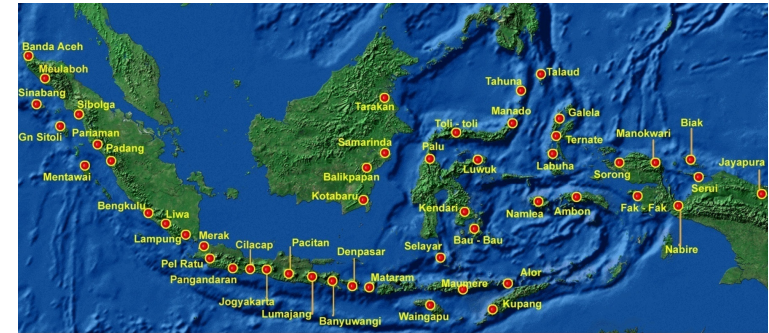 Banda Aceh
Meulaboh
Sinabang
Sibolga
Gn Sitoli
Pariaman
Padang
Mentawai
Bengkulu
Liwa
Lampung
Merak
Pel Ratu
Cilacap
Pacitan
Pangandaran
Jogyakarta
Lumajang
Banyuwangi
Denpasar
Mataram
Tarakan
Samarinda
Balikpapan
Kotabaru
Talaud
Tahuna
Manado
Toli - toli
Palu
Luwuk
Kendari
Bau - Bau
Selayar
Maumere
Alor
Waingapu
Kupang
Galela
Ternate
Labuha
Namlea
Ambon
Manokwari
Biak
Sorong
Serui
Jayapura
Fak - Fak
Nabire